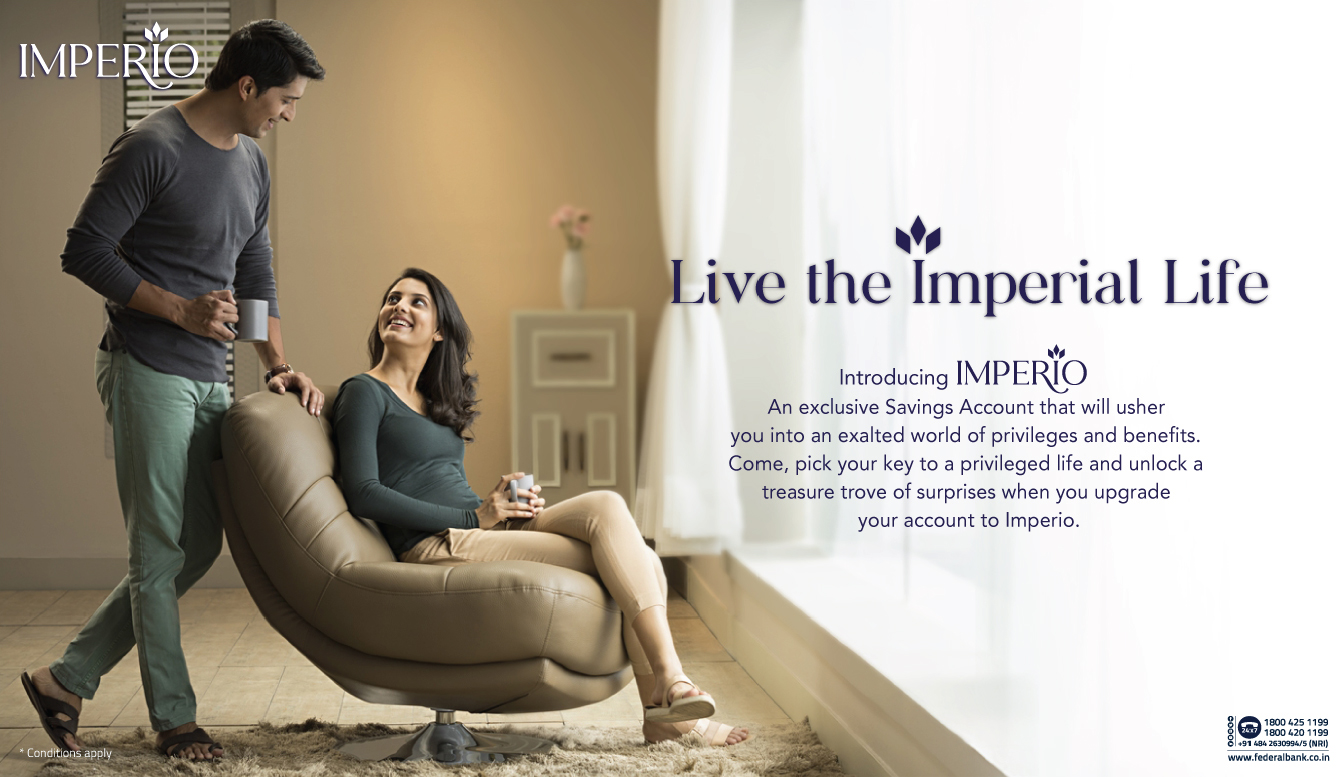 IMPERIO
Live the Imperial Life
Introducing IMPERIO
An exclusive Savings Account that will usher
you into an exalted world of privileges and benefits.
Come, pick your key to a privileged life and unlock a
treasure trove of surprises when you upgrade
your account to Imperio.
* Conditions apply
24x7
1800 425 1199
1800 420 1199
+91 484 2630994/5 (NRI)
www.federalbank.co.in